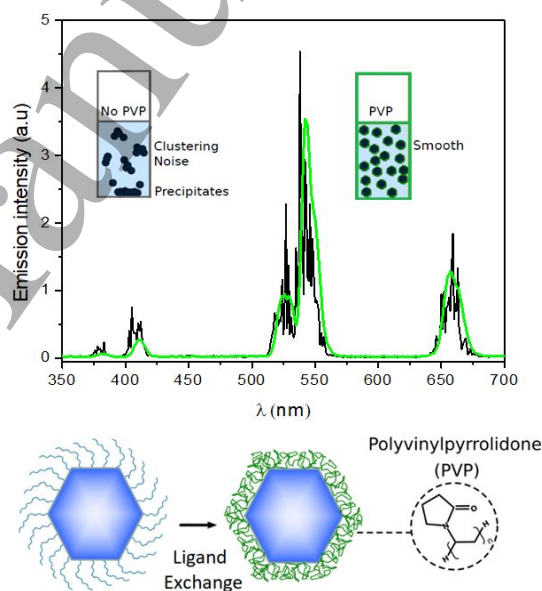 5
4
3
2
1
0
Emission intensity (a.u)
No PVP
Clustering
Noise
Precipitates
PVP
Smooth
350 400 450 500 550 600 650 700
λ (nm)
Polyvinylpyrrolidone
(PVP)
Ligand
Exchange
N
O
H
H
n